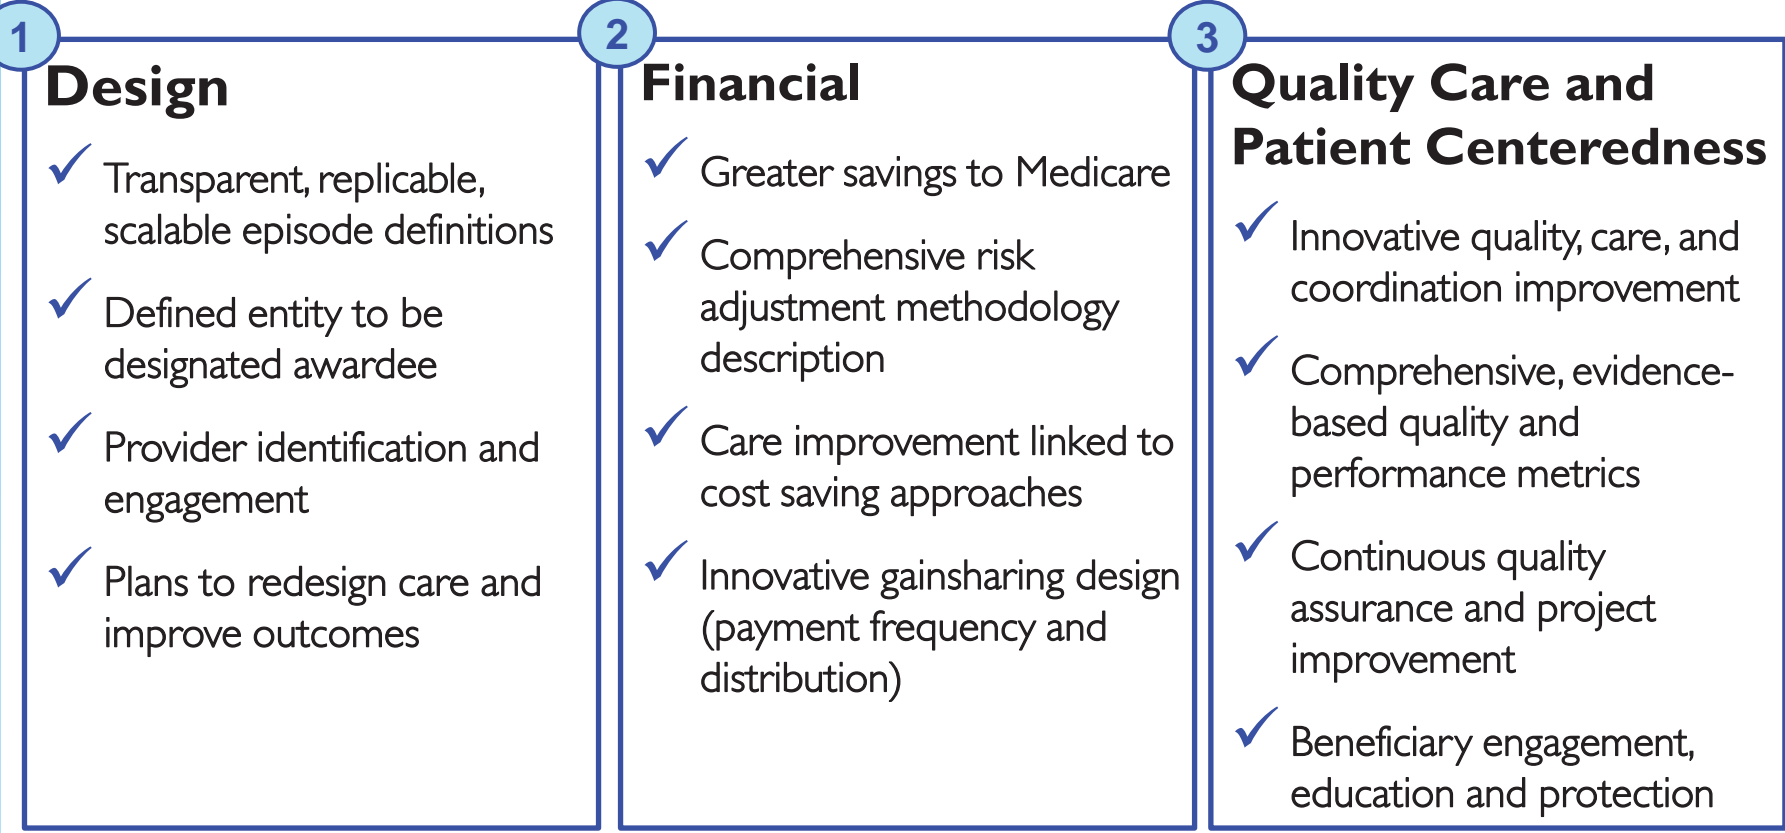 1
Design
Transparent, replicable,
scalable episode definitions
Defined entity to be
designated awardee
Provider identification and
engagement
Plans to redesign care and
improve outcomes
2
Financial
Greater savings to Medicare
Comprehensive risk
adjustment methodology
description
Care improvement linked to
cost saving approaches
Innovative gainsharing design
(payment frequency and
distribution)
3
Quality Care and
Patient Centeredness
Innovative quality, care, and
coordination improvement
Comprehensive, evidence-
based quality and
performance metrics
Continuous quality
assurance and project
improvement
Beneficiary engagement,
education and protection